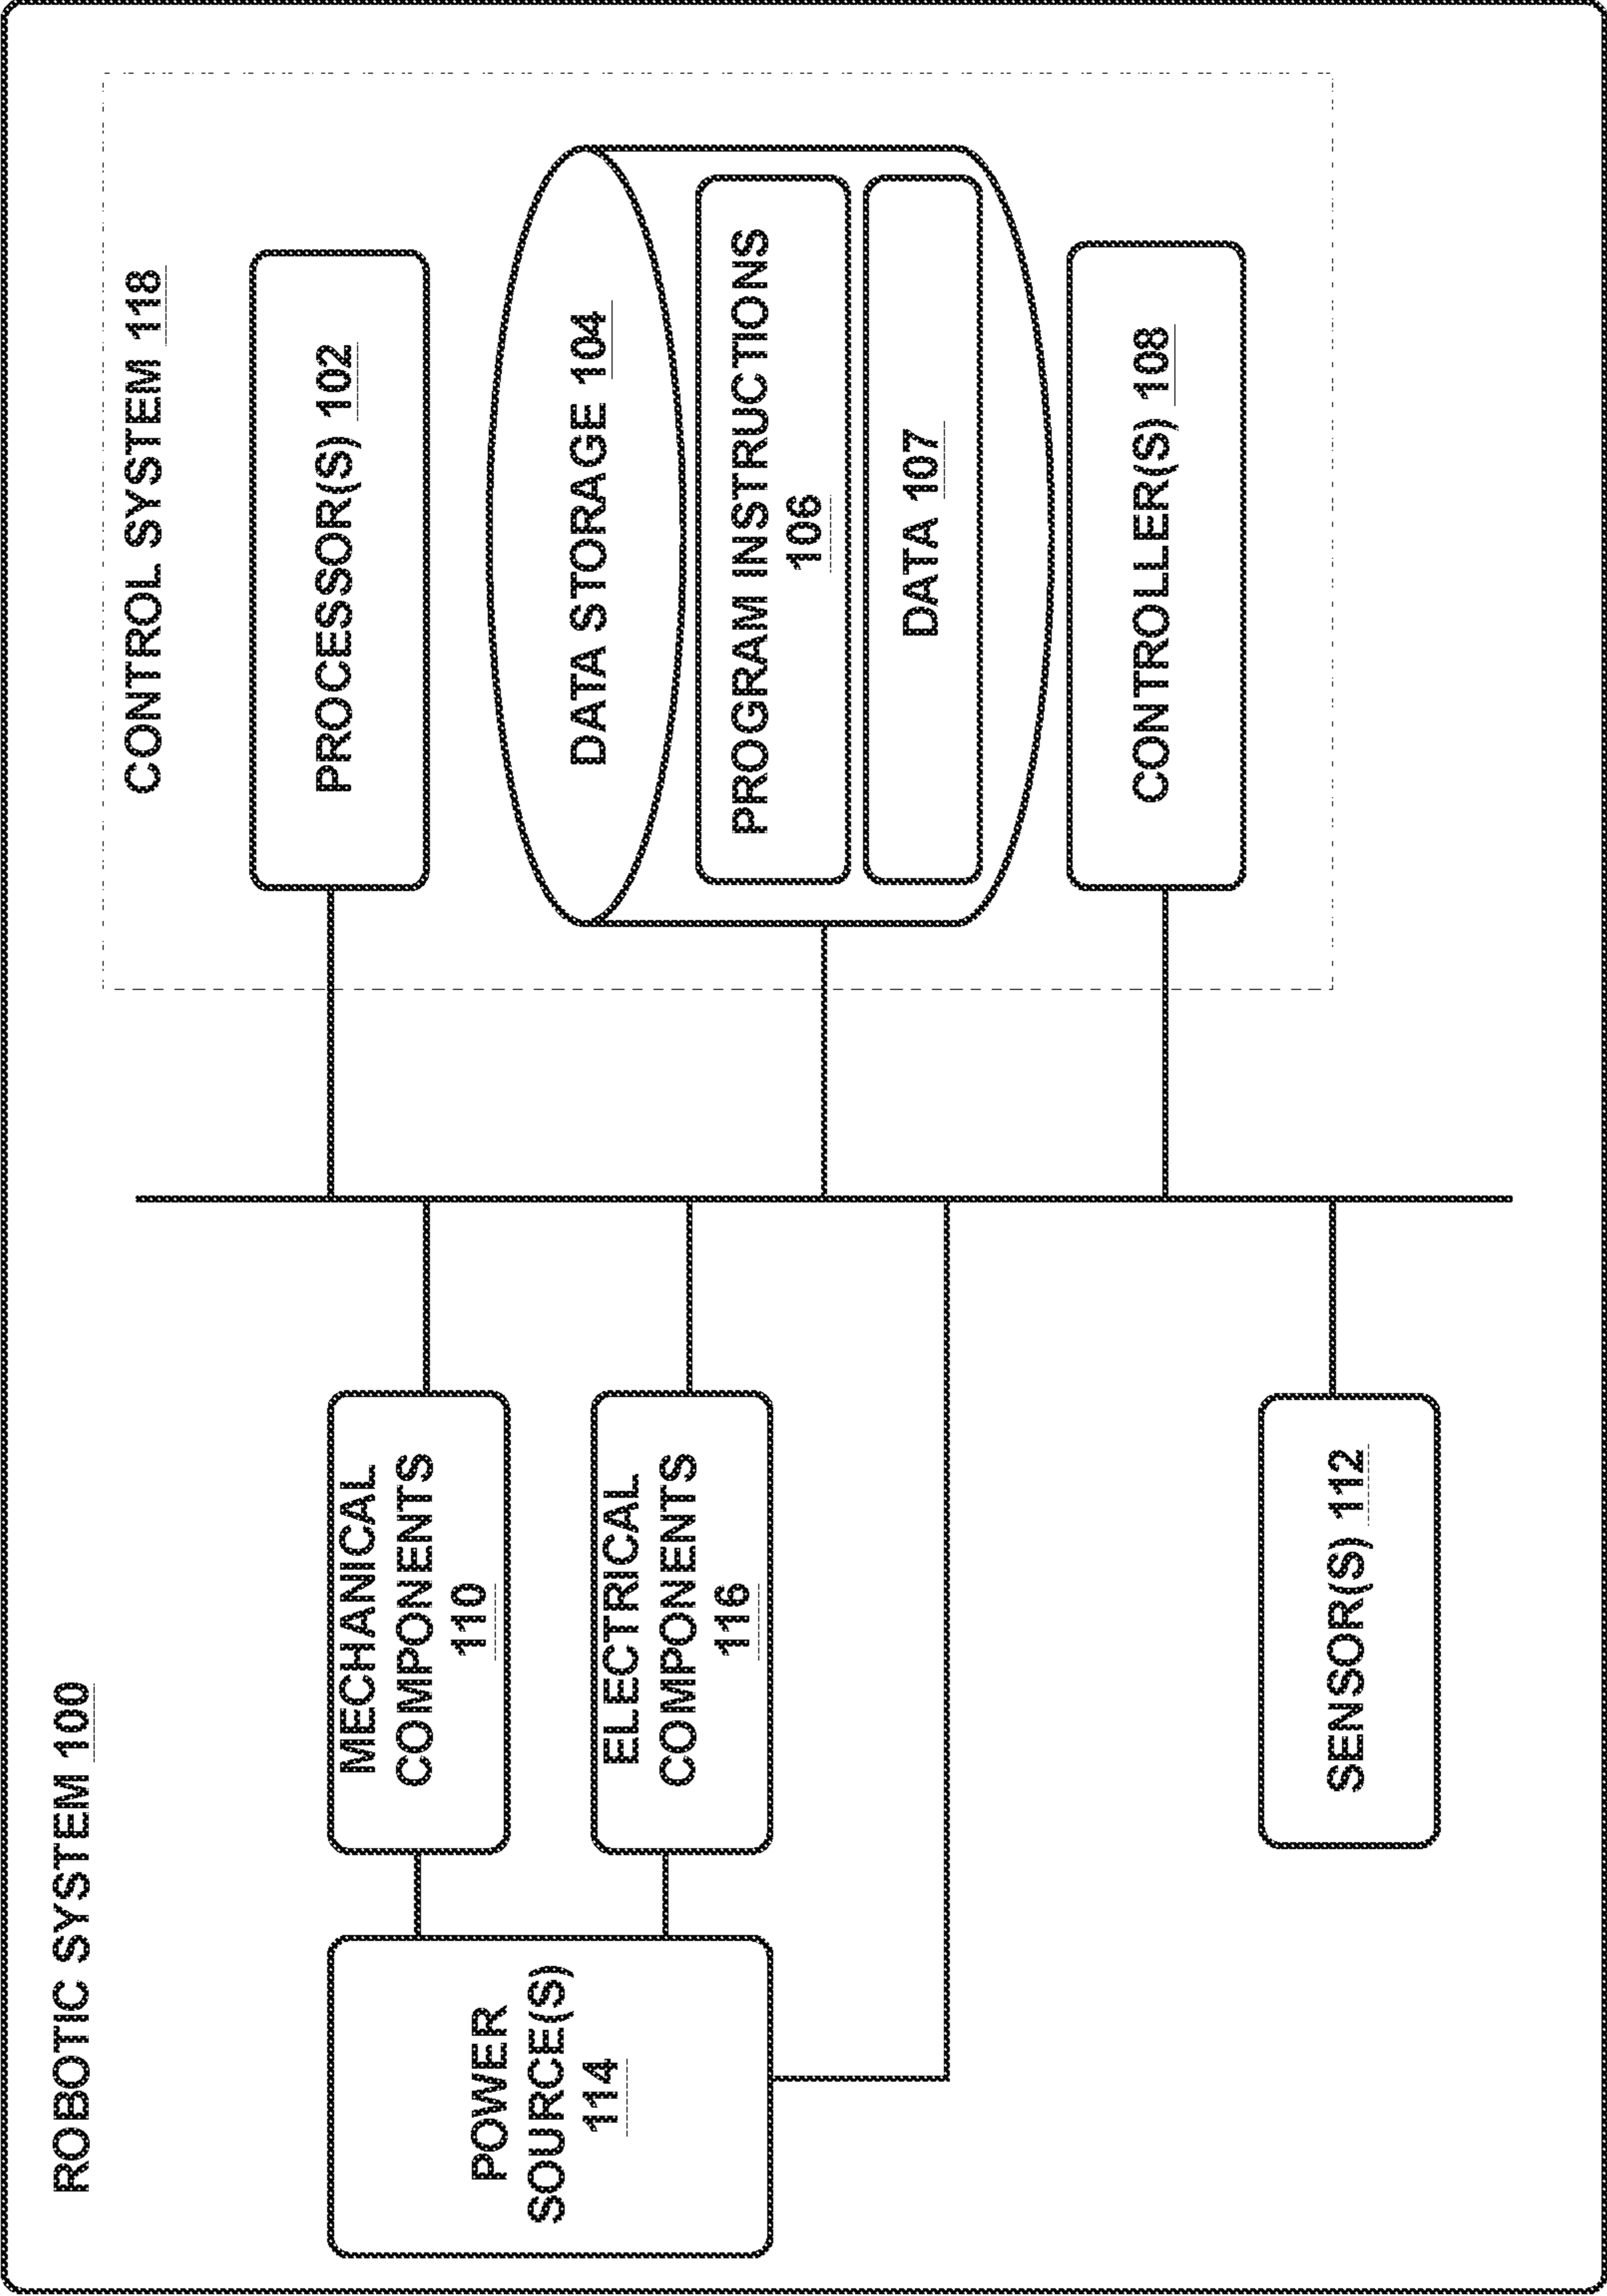 ROBOTIC SYSTEM 100
POWER
SOURCE(S)
114
MECHANICAL
COMPONENTS
110
ELECTRICAL
COMPONENTS
116
SENSOR(S) 112
CONTROL SYSTEM 118
PROCESSOR(S) 102
DATA STORAGE 104
PROGRAM INSTRUCTIONS
106
DATA 107
CONTROLLER(S) 108